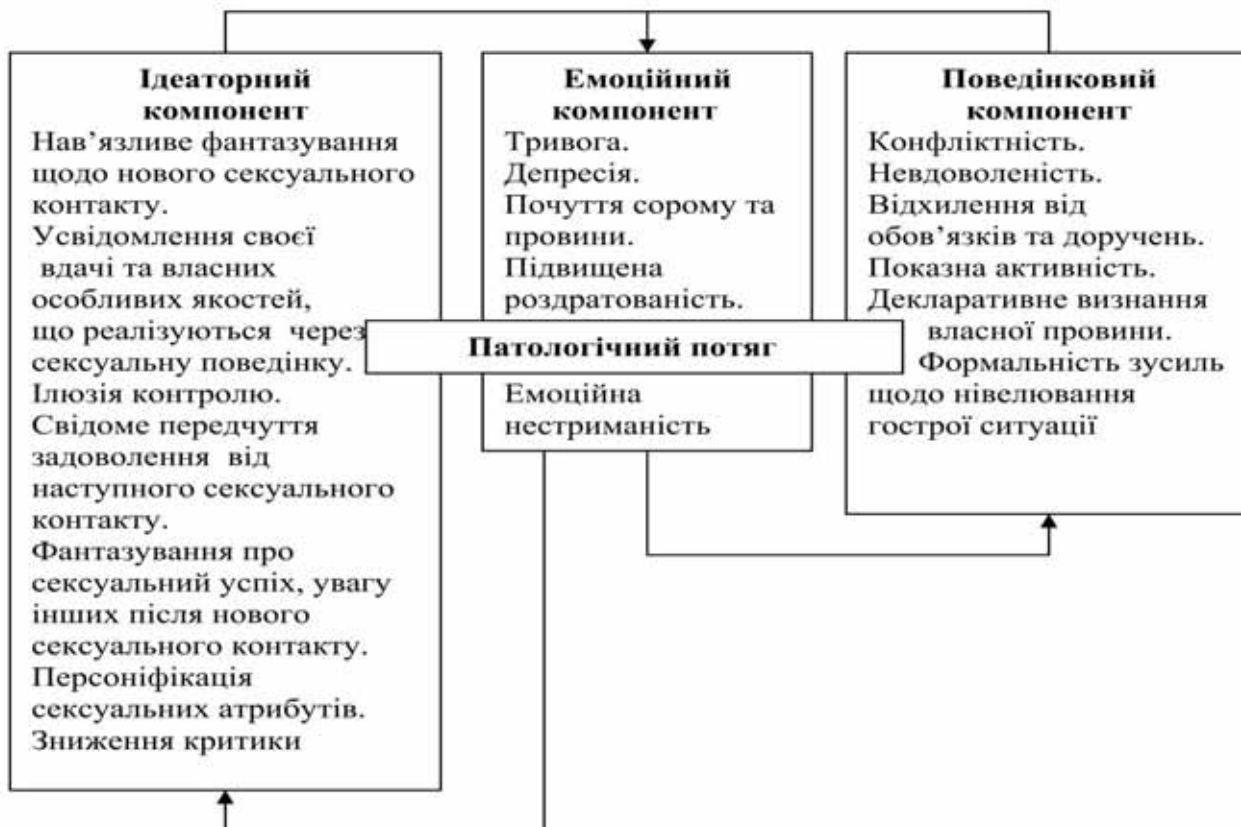 Ідеаторний
компонент
Нав’язливе фантазування
щодо нового сексуального
контакту.
Усвідомлення своєї
вдачі та власних
особливих якостей,
що реалізуються через
сексуальну поведінку.
Ілюзія контролю.
Свідоме передчуття
задоволення від
наступного сексуального
контакту.
Фантазування про
сексуальний успіх, увагу
інших після нового
сексуального контакту.
Персоніфікація
сексуальних атрибутів.
Зниження критики
Емоційний
компонент
Тривога.
Депресія.
Почуття сорому та
провини.
Підвищена
роздратованість.
Патологічний потяг
Емоційна
нестриманість
Поведінковий
компонент
Конфліктність.
Невдоволеність.
Відхилення від
обов’язків та доручень.
Показна активність.
Декларативне визнання
власної провини.
Формальність зусиль
щодо нівелювання
гострої ситуації